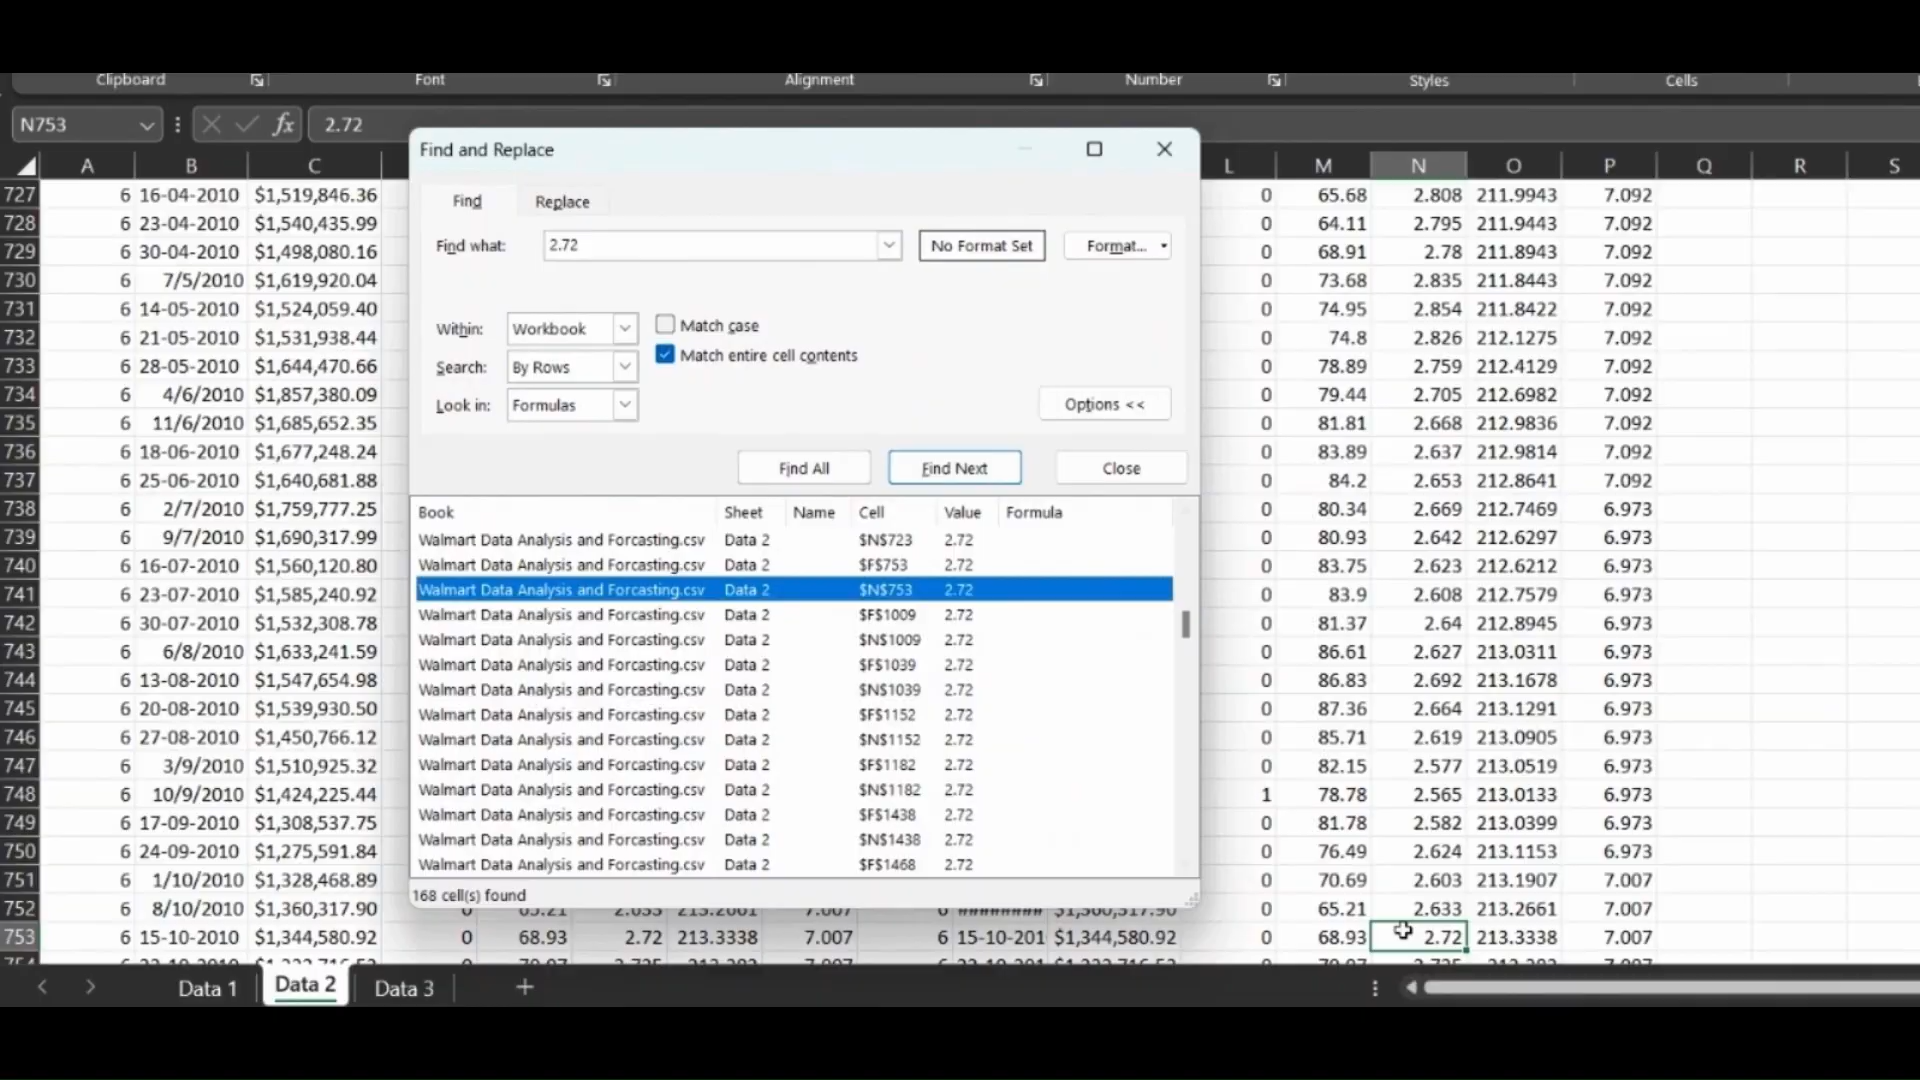 Clipboard Font Alignment Number Styles Cells
N753 fx 2.72
Find and Replace
A B C L M N O P Q R S
Find Replace
Find what: 2.72 No Format Set Format...
Within: Workbook Match case
Match entire cell contents
Search: By Rows
Look in: Formulas
Options <<
Find All Find Next Close
Book Sheet Name Cell Value Formula
Walmart Data Analysis and Forcasting.csv Data 2 $N$723 2.72
Walmart Data Analysis and Forcasting.csv Data 2 $F$753 2.72
Walmart Data Analysis and Forcasting.csv Data 2 $N$753 2.72
Walmart Data Analysis and Forcasting.csv Data 2 $F$1009 2.72
Walmart Data Analysis and Forcasting.csv Data 2 $N$1009 2.72
Walmart Data Analysis and Forcasting.csv Data 2 $F$1039 2.72
Walmart Data Analysis and Forcasting.csv Data 2 $N$1039 2.72
Walmart Data Analysis and Forcasting.csv Data 2 $F$1152 2.72
Walmart Data Analysis and Forcasting.csv Data 2 $N$1152 2.72
Walmart Data Analysis and Forcasting.csv Data 2 $F$1182 2.72
Walmart Data Analysis and Forcasting.csv Data 2 $N$1182 2.72
Walmart Data Analysis and Forcasting.csv Data 2 $F$1438 2.72
Walmart Data Analysis and Forcasting.csv Data 2 $N$1438 2.72
Walmart Data Analysis and Forcasting.csv Data 2 $F$1468 2.72
168 cell(s) found
727 6 16-04-2010 $1,519,846.36 0 65.68 2.808 211.9943 7.092
728 6 23-04-2010 $1,540,435.99 0 64.11 2.795 211.9443 7.092
729 6 30-04-2010 $1,498,080.16 0 68.91 2.78 211.8943 7.092
730 6 7/5/2010 $1,619,920.04 0 73.68 2.835 211.8443 7.092
731 6 14-05-2010 $1,524,059.40 0 74.95 2.854 211.8422 7.092
732 6 21-05-2010 $1,531,938.44 0 74.8 2.826 212.1275 7.092
733 6 28-05-2010 $1,644,470.66 0 78.89 2.759 212.4129 7.092
734 6 4/6/2010 $1,857,380.09 0 79.44 2.705 212.6982 7.092
735 6 11/6/2010 $1,685,652.35 0 81.81 2.668 212.9836 7.092
736 6 18-06-2010 $1,677,248.24 0 83.89 2.637 212.9814 7.092
737 6 25-06-2010 $1,640,681.88 0 84.2 2.653 212.8641 7.092
738 6 2/7/2010 $1,759,777.25 0 80.34 2.669 212.7469 6.973
739 6 9/7/2010 $1,690,317.99 0 80.93 2.642 212.6297 6.973
740 6 16-07-2010 $1,560,120.80 0 83.75 2.623 212.6212 6.973
741 6 23-07-2010 $1,585,240.92 0 83.9 2.608 212.7579 6.973
742 6 30-07-2010 $1,532,308.78 0 81.37 2.64 212.8945 6.973
743 6 6/8/2010 $1,633,241.59 0 86.61 2.627 213.0311 6.973
744 6 13-08-2010 $1,547,654.98 0 86.83 2.692 213.1678 6.973
745 6 20-08-2010 $1,539,930.50 0 87.36 2.664 213.1291 6.973
746 6 27-08-2010 $1,450,766.12 0 85.71 2.619 213.0905 6.973
747 6 3/9/2010 $1,510,925.32 0 82.15 2.577 213.0519 6.973
748 6 10/9/2010 $1,424,225.44 1 78.78 2.565 213.0133 6.973
749 6 17-09-2010 $1,308,537.75 0 81.78 2.582 213.0399 6.973
750 6 24-09-2010 $1,275,591.84 0 76.49 2.624 213.1153 6.973
751 6 1/10/2010 $1,328,468.89 0 70.69 2.603 213.1907 7.007
752 6 8/10/2010 $1,360,317.90 0 65.21 2.633 213.2661 7.007 6 ######## $1,360,317.90 0 65.21 2.633 213.2661 7.007
753 6 15-10-2010 $1,344,580.92 0 68.93 2.72 213.3338 7.007 6 15-10-201 $1,344,580.92 0 68.93 2.72 213.3338 7.007
Data 1 Data 2 Data 3 +